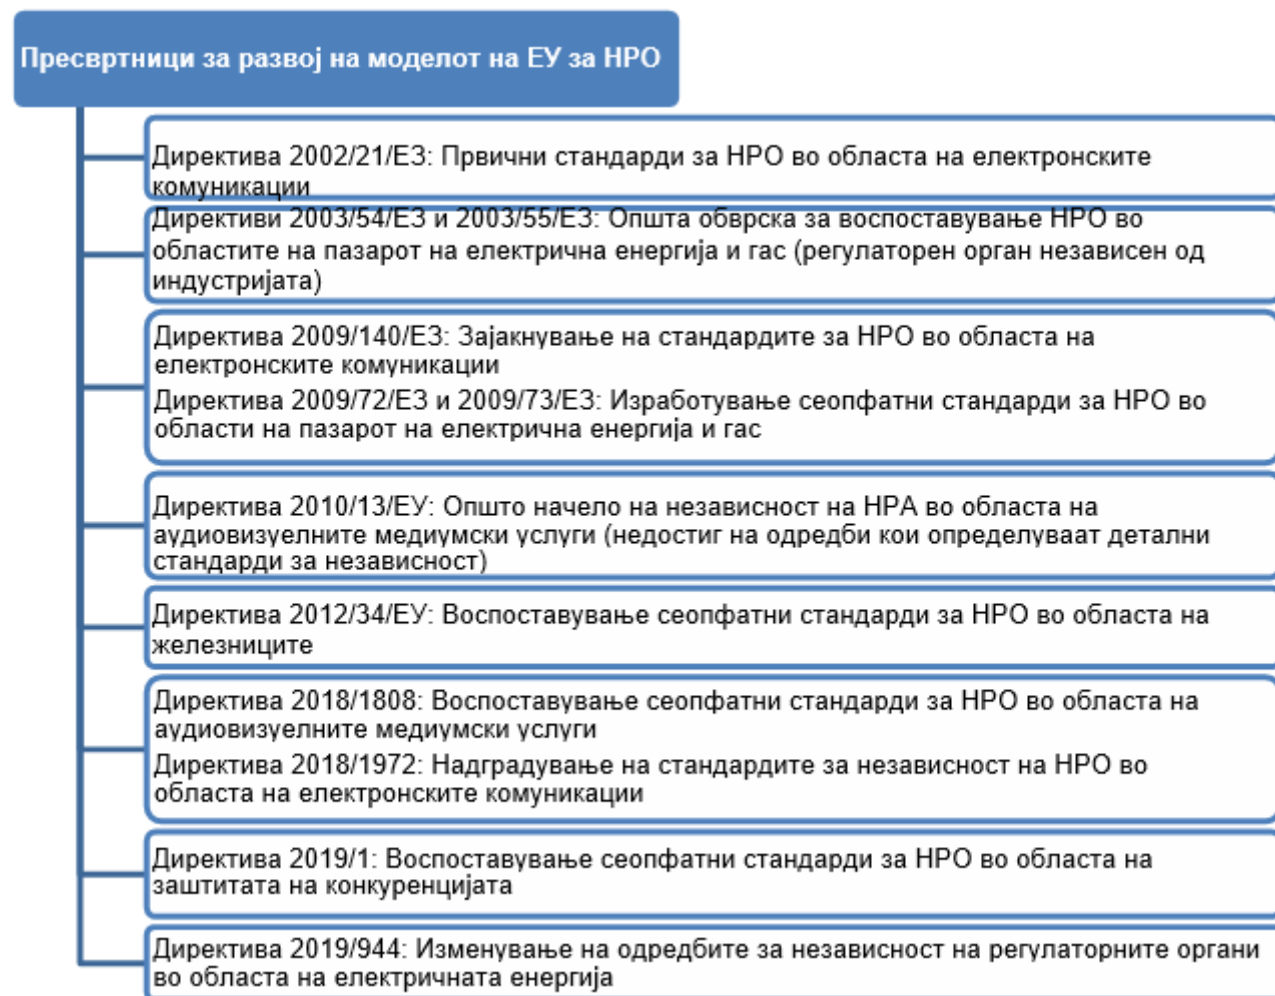 Пресвртници за развој на моделот на ЕУ за НРО
Директива 2002/21/ЕЗ: Првични стандарди за НРО во областа на електронските
комуникации
Директиви 2003/54/ЕЗ и 2003/55/ЕЗ: Општа обврска за воспоставување НРО во
областите на пазарот на електрична енергија и гас (регулаторен орган независен од
индустријата)
Директива 2009/140/ЕЗ: Зајакнување на стандардите за НРО во областа на
електронските комуникации
Директива 2009/72/ЕЗ и 2009/73/ЕЗ: Изработување сеопфатни стандарди за НРО во
области на пазарот на електрична енергија и гас
Директива 2010/13/ЕУ: Општо начело на независност на НРА во областа на
аудиовизуелните медиумски услуги (недостиг на одредби кои определуваат детални
стандарди за независност)
Директива 2012/34/ЕУ: Воспоставување сеопфатни стандарди за НРО во областа на
железниците
Директива 2018/1808: Воспоставување сеопфатни стандарди за НРО во областа на
аудиовизуелните медиумски услуги
Директива 2018/1972: Надградување на стандардите за независност на НРО во
областа на електронските комуникации
Директива 2019/1: Воспоставување сеопфатни стандарди за НРО во областа на
заштитата на конкуренцијата
Директива 2019/944: Изменување на одредбите за независност на регулаторните органи
во областа на електричната енергија